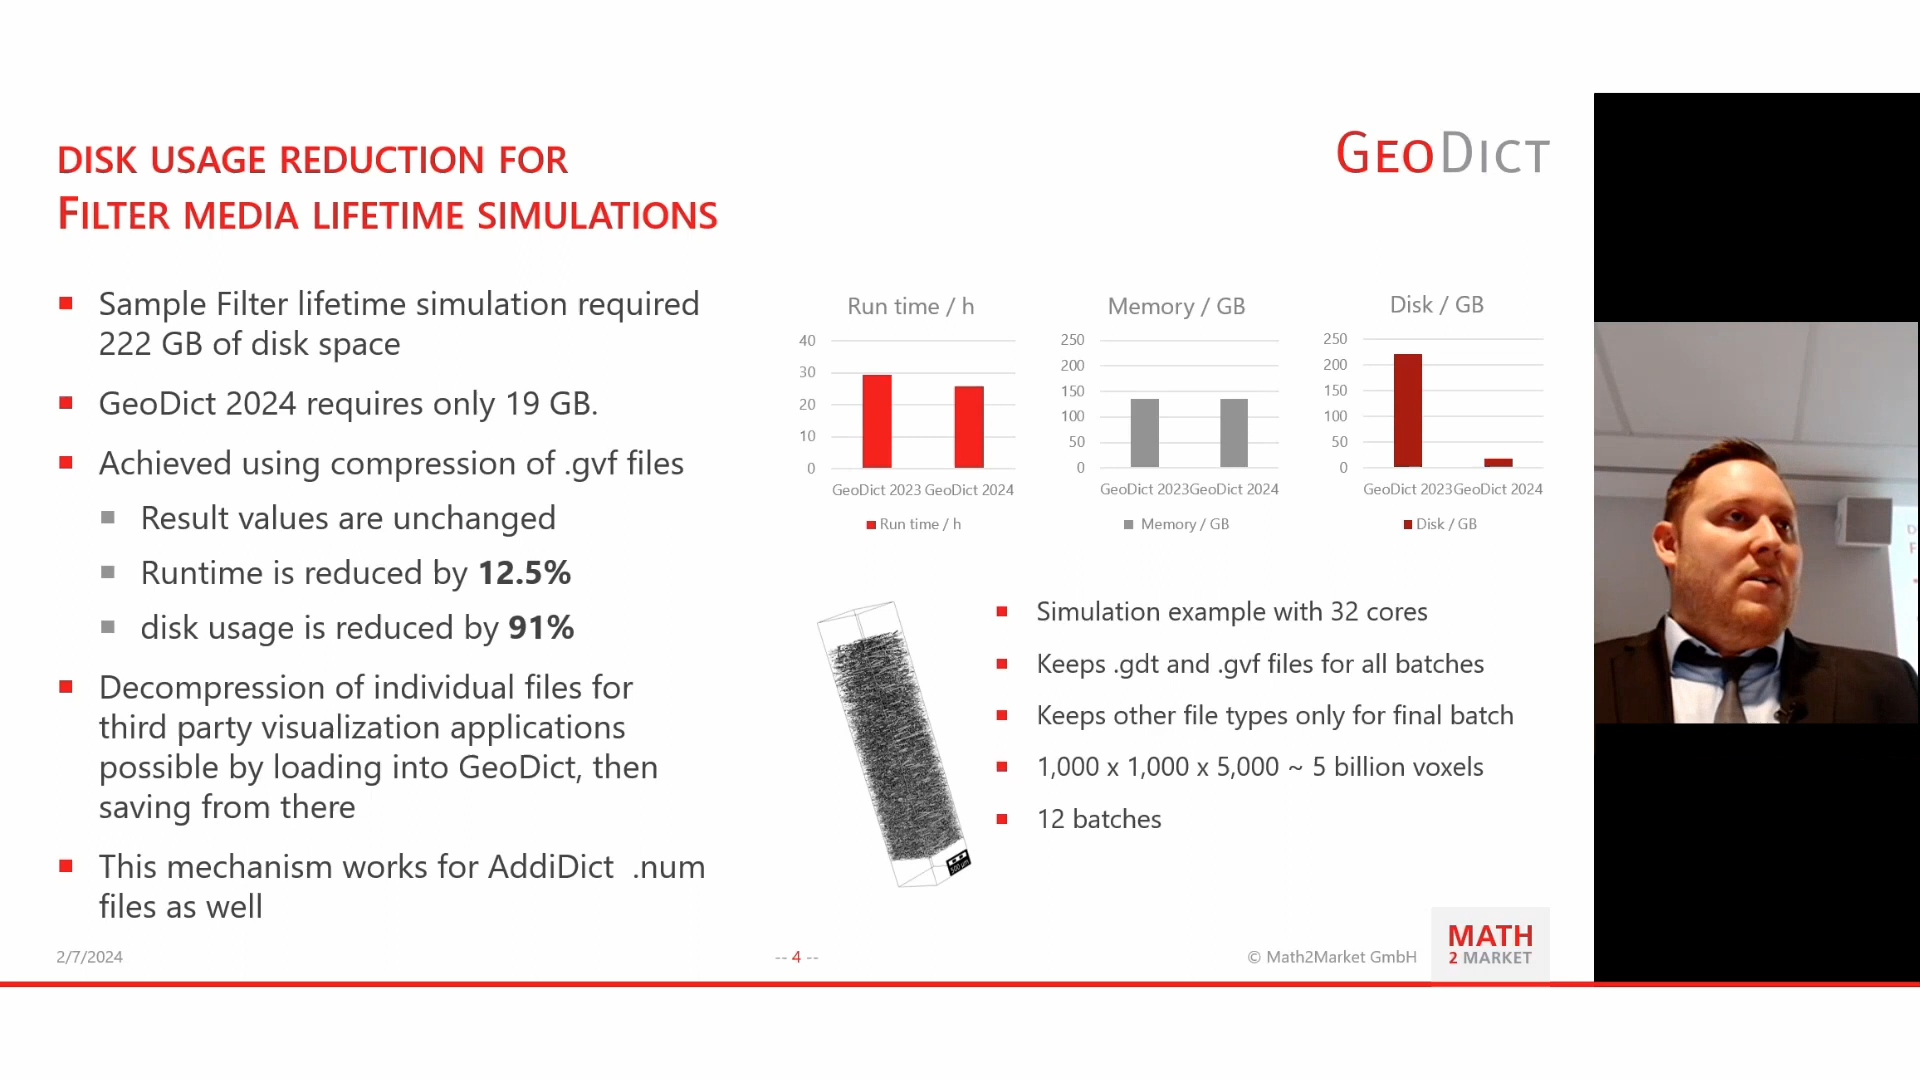 DISK USAGE REDUCTION FOR
FILTER MEDIA LIFETIME SIMULATIONS
GEODICT
Sample Filter lifetime simulation required
222 GB of disk space
GeoDict 2024 requires only 19 GB.
Achieved using compression of .gvf files
Result values are unchanged
Runtime is reduced by 12.5%
disk usage is reduced by 91%
Decompression of individual files for
third party visualization applications
possible by loading into GeoDict, then
saving from there
This mechanism works for AddiDict .num
files as well
Run time / h
40
30
20
10
0
GeoDict 2023 GeoDict 2024
Run time / h
Memory / GB
250
200
150
100
50
0
GeoDict 2023 GeoDict 2024
Memory / GB
Disk / GB
250
200
150
100
50
0
GeoDict 2023 GeoDict 2024
Disk / GB
Simulation example with 32 cores
Keeps .gdt and .gvf files for all batches
Keeps other file types only for final batch
1,000 x 1,000 x 5,000 ~ 5 billion voxels
12 batches
2/7/2024
-- 4 --
© Math2Market GmbH
MATH
2 MARKET